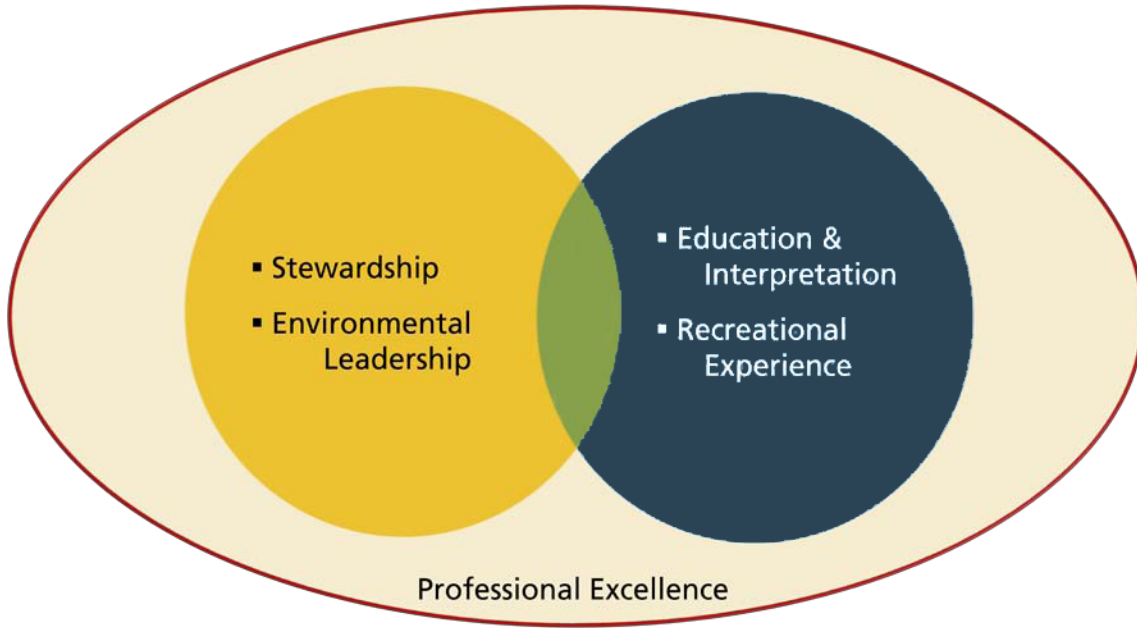 ▪ Stewardship
▪ Environmental
Leadership
▪ Education &
Interpretation
▪ Recreational
Experience
Professional Excellence